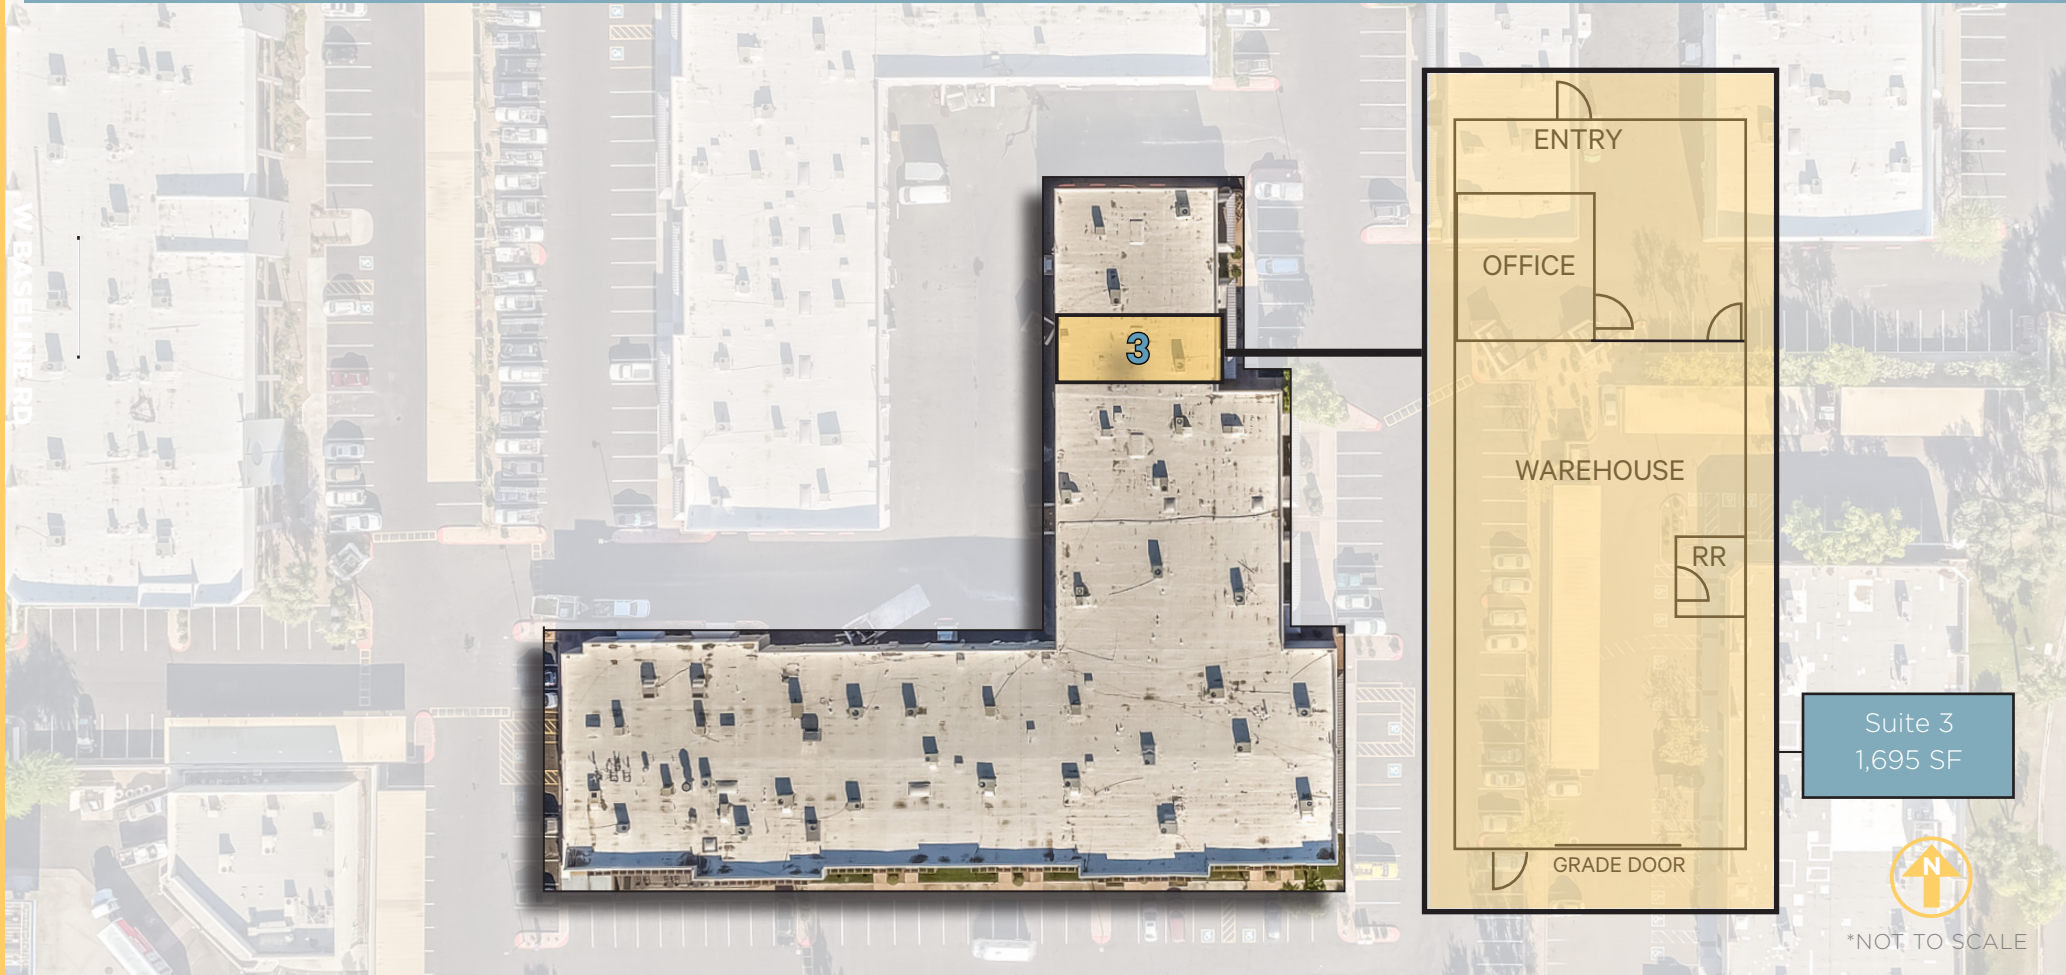 W. BASELINE RD
3
ENTRY
OFFICE
WAREHOUSE
RR
GRADE DOOR
Suite 3
1,695 SF
N
*NOT TO SCALE